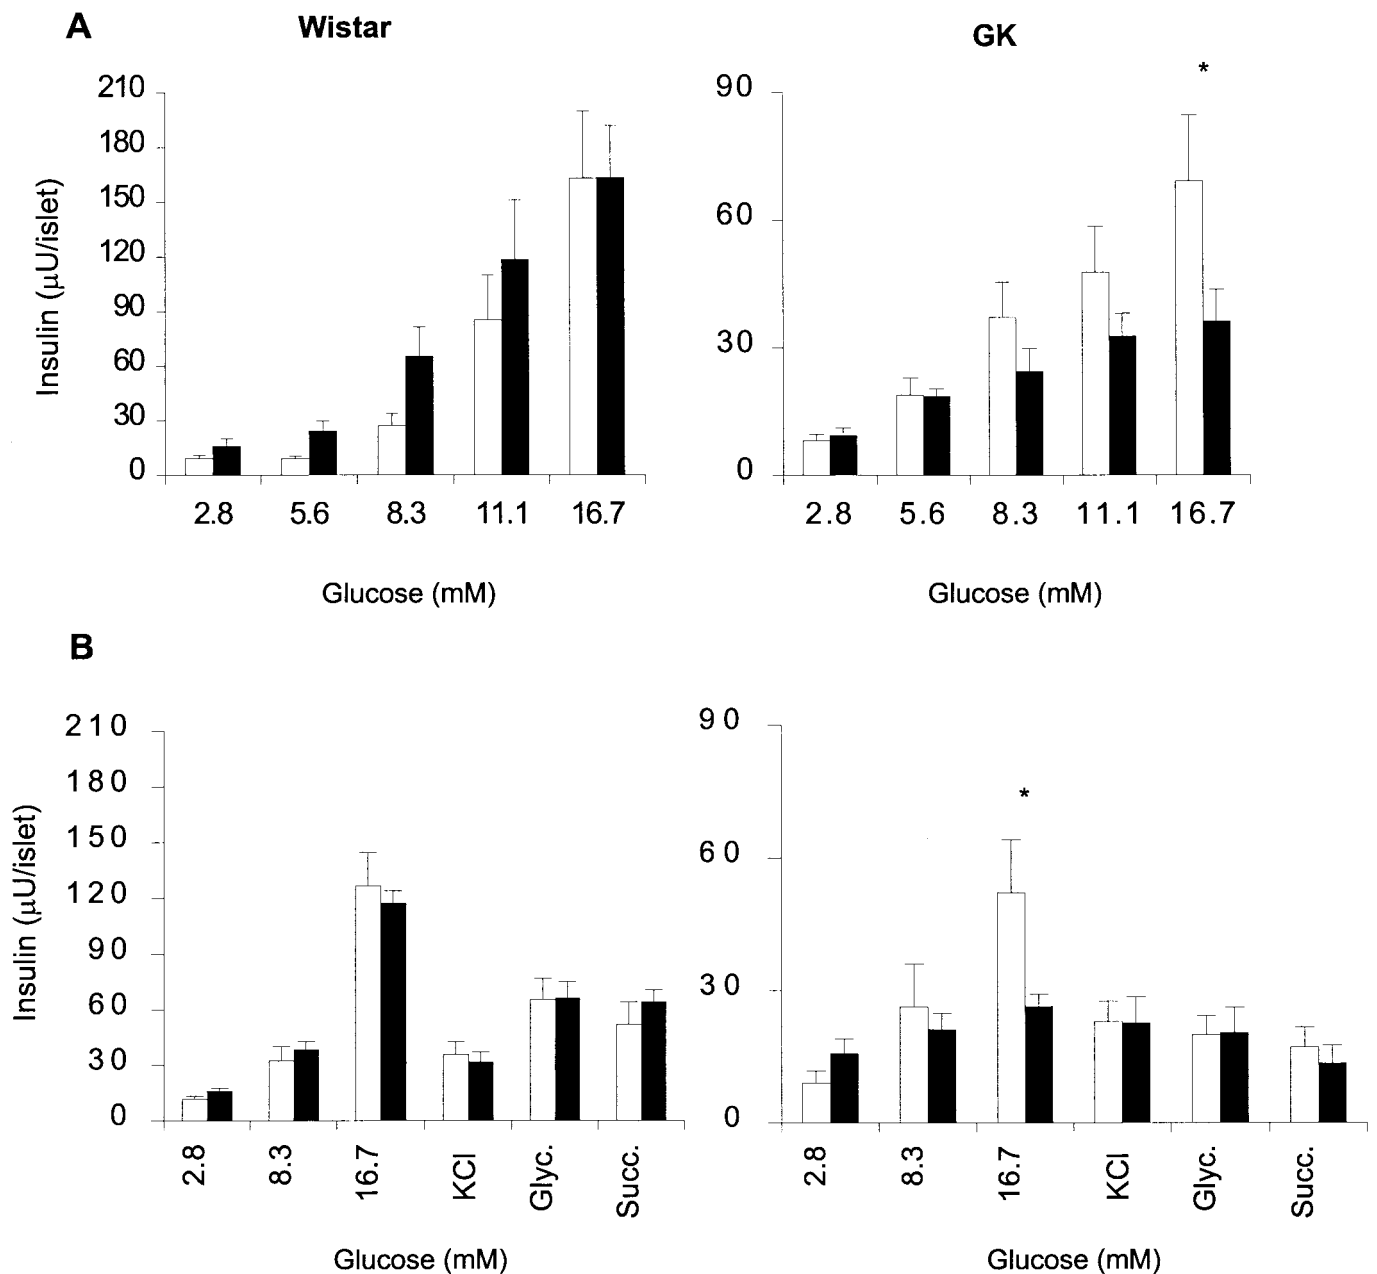 A
Wistar
GK
*
210
180
150
120
90
60
30
0
Insulin (µU/islet)
2.8 5.6 8.3 11.1 16.7
Glucose (mM)
90
60
30
0
2.8 5.6 8.3 11.1 16.7
Glucose (mM)
B
210
180
150
120
90
60
30
0
Insulin (µU/islet)
2.8 8.3 16.7 KCl Glyc. Succ.
Glucose (mM)
*
90
60
30
0
2.8 8.3 16.7 KCl Glyc. Succ.
Glucose (mM)